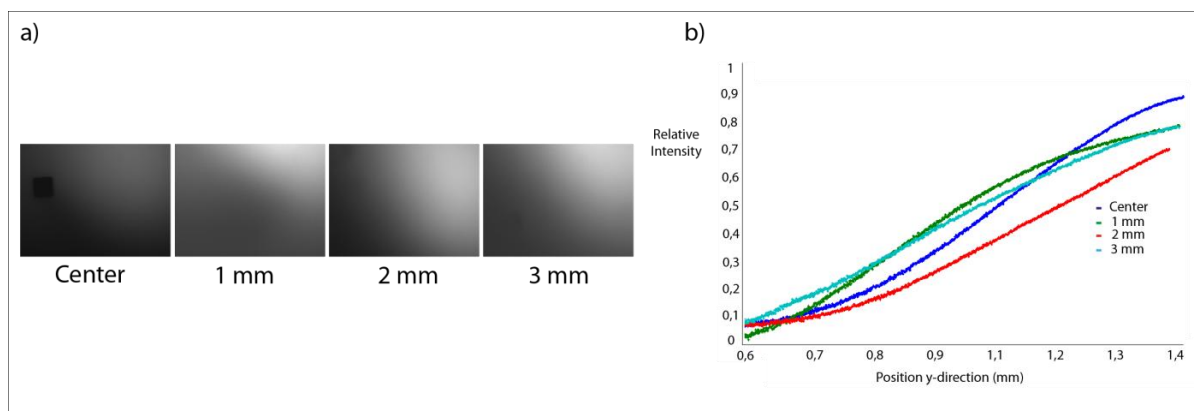 a)
Center
1 mm
2 mm
3 mm
b)
Relative
Intensity
1
0,9
0,8
0,7
0,6
0,5
0,4
0,3
0,2
0,1
0
0,6
0,7
0,8
0,9
1,1
1,2
1,3
1,4
Position y-direction (mm)
Center
1 mm
2 mm
3 mm